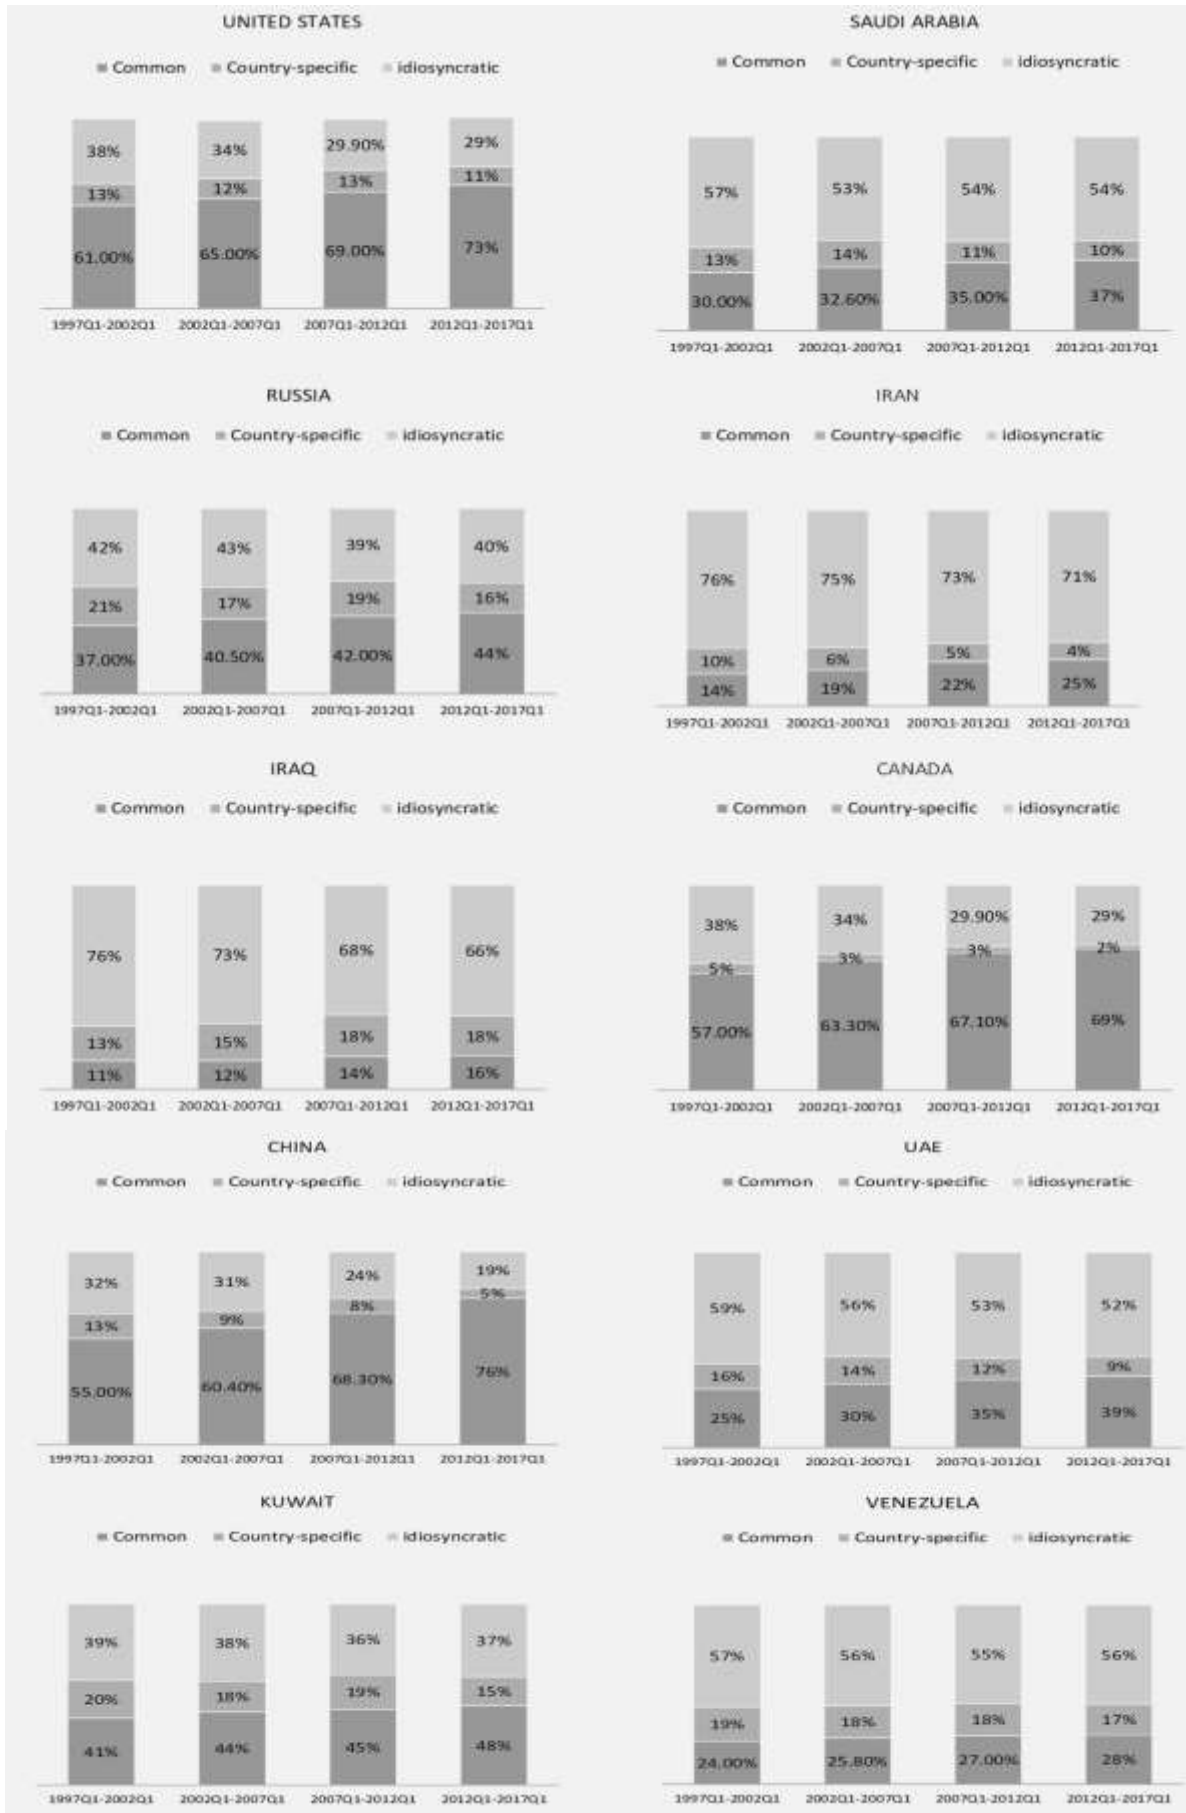 UNITED STATES
Common Country-specific idiosyncratic
38% 34% 29.90% 29%
13% 12% 13% 11%
61.00% 65.00% 69.00% 73%
1997Q1-2002Q1 2002Q1-2007Q1 2007Q1-2012Q1 2012Q1-2017Q1
SAUDI ARABIA
Common Country-specific idiosyncratic
57% 53% 54% 54%
13% 14% 11% 10%
30.00% 32.60% 35.00% 37%
1997Q1-2002Q1 2002Q1-2007Q1 2007Q1-2012Q1 2012Q1-2017Q1
RUSSIA
Common Country-specific idiosyncratic
42% 43% 39% 40%
21% 17% 19% 16%
37.00% 40.50% 42.00% 44%
1997Q1-2002Q1 2002Q1-2007Q1 2007Q1-2012Q1 2012Q1-2017Q1
IRAN
Common Country-specific idiosyncratic
76% 75% 73% 71%
10% 6% 5% 4%
14% 19% 22% 25%
1997Q1-2002Q1 2002Q1-2007Q1 2007Q1-2012Q1 2012Q1-2017Q1
IRAQ
Common Country-specific idiosyncratic
76% 73% 68% 66%
13% 15% 18% 18%
11% 12% 14% 16%
1997Q1-2002Q1 2002Q1-2007Q1 2007Q1-2012Q1 2012Q1-2017Q1
CANADA
Common Country-specific idiosyncratic
38% 34% 29.90% 29%
5% 3% 3% 2%
57.00% 63.30% 67.10% 69%
1997Q1-2002Q1 2002Q1-2007Q1 2007Q1-2012Q1 2012Q1-2017Q1
CHINA
Common Country-specific idiosyncratic
32% 31% 24% 19%
13% 9% 8% 5%
55.00% 60.40% 68.30% 76%
1997Q1-2002Q1 2002Q1-2007Q1 2007Q1-2012Q1 2012Q1-2017Q1
UAE
Common Country-specific idiosyncratic
59% 56% 53% 52%
16% 14% 12% 9%
25% 30% 35% 39%
1997Q1-2002Q1 2002Q1-2007Q1 2007Q1-2012Q1 2012Q1-2017Q1
KUWAIT
Common Country-specific idiosyncratic
39% 38% 36% 37%
20% 18% 19% 15%
41% 44% 45% 48%
1997Q1-2002Q1 2002Q1-2007Q1 2007Q1-2012Q1 2012Q1-2017Q1
VENEZUELA
Common Country-specific idiosyncratic
57% 56% 55% 56%
19% 18% 18% 17%
24.00% 25.80% 27.00% 28%
1997Q1-2002Q1 2002Q1-2007Q1 2007Q1-2012Q1 2012Q1-2017Q1